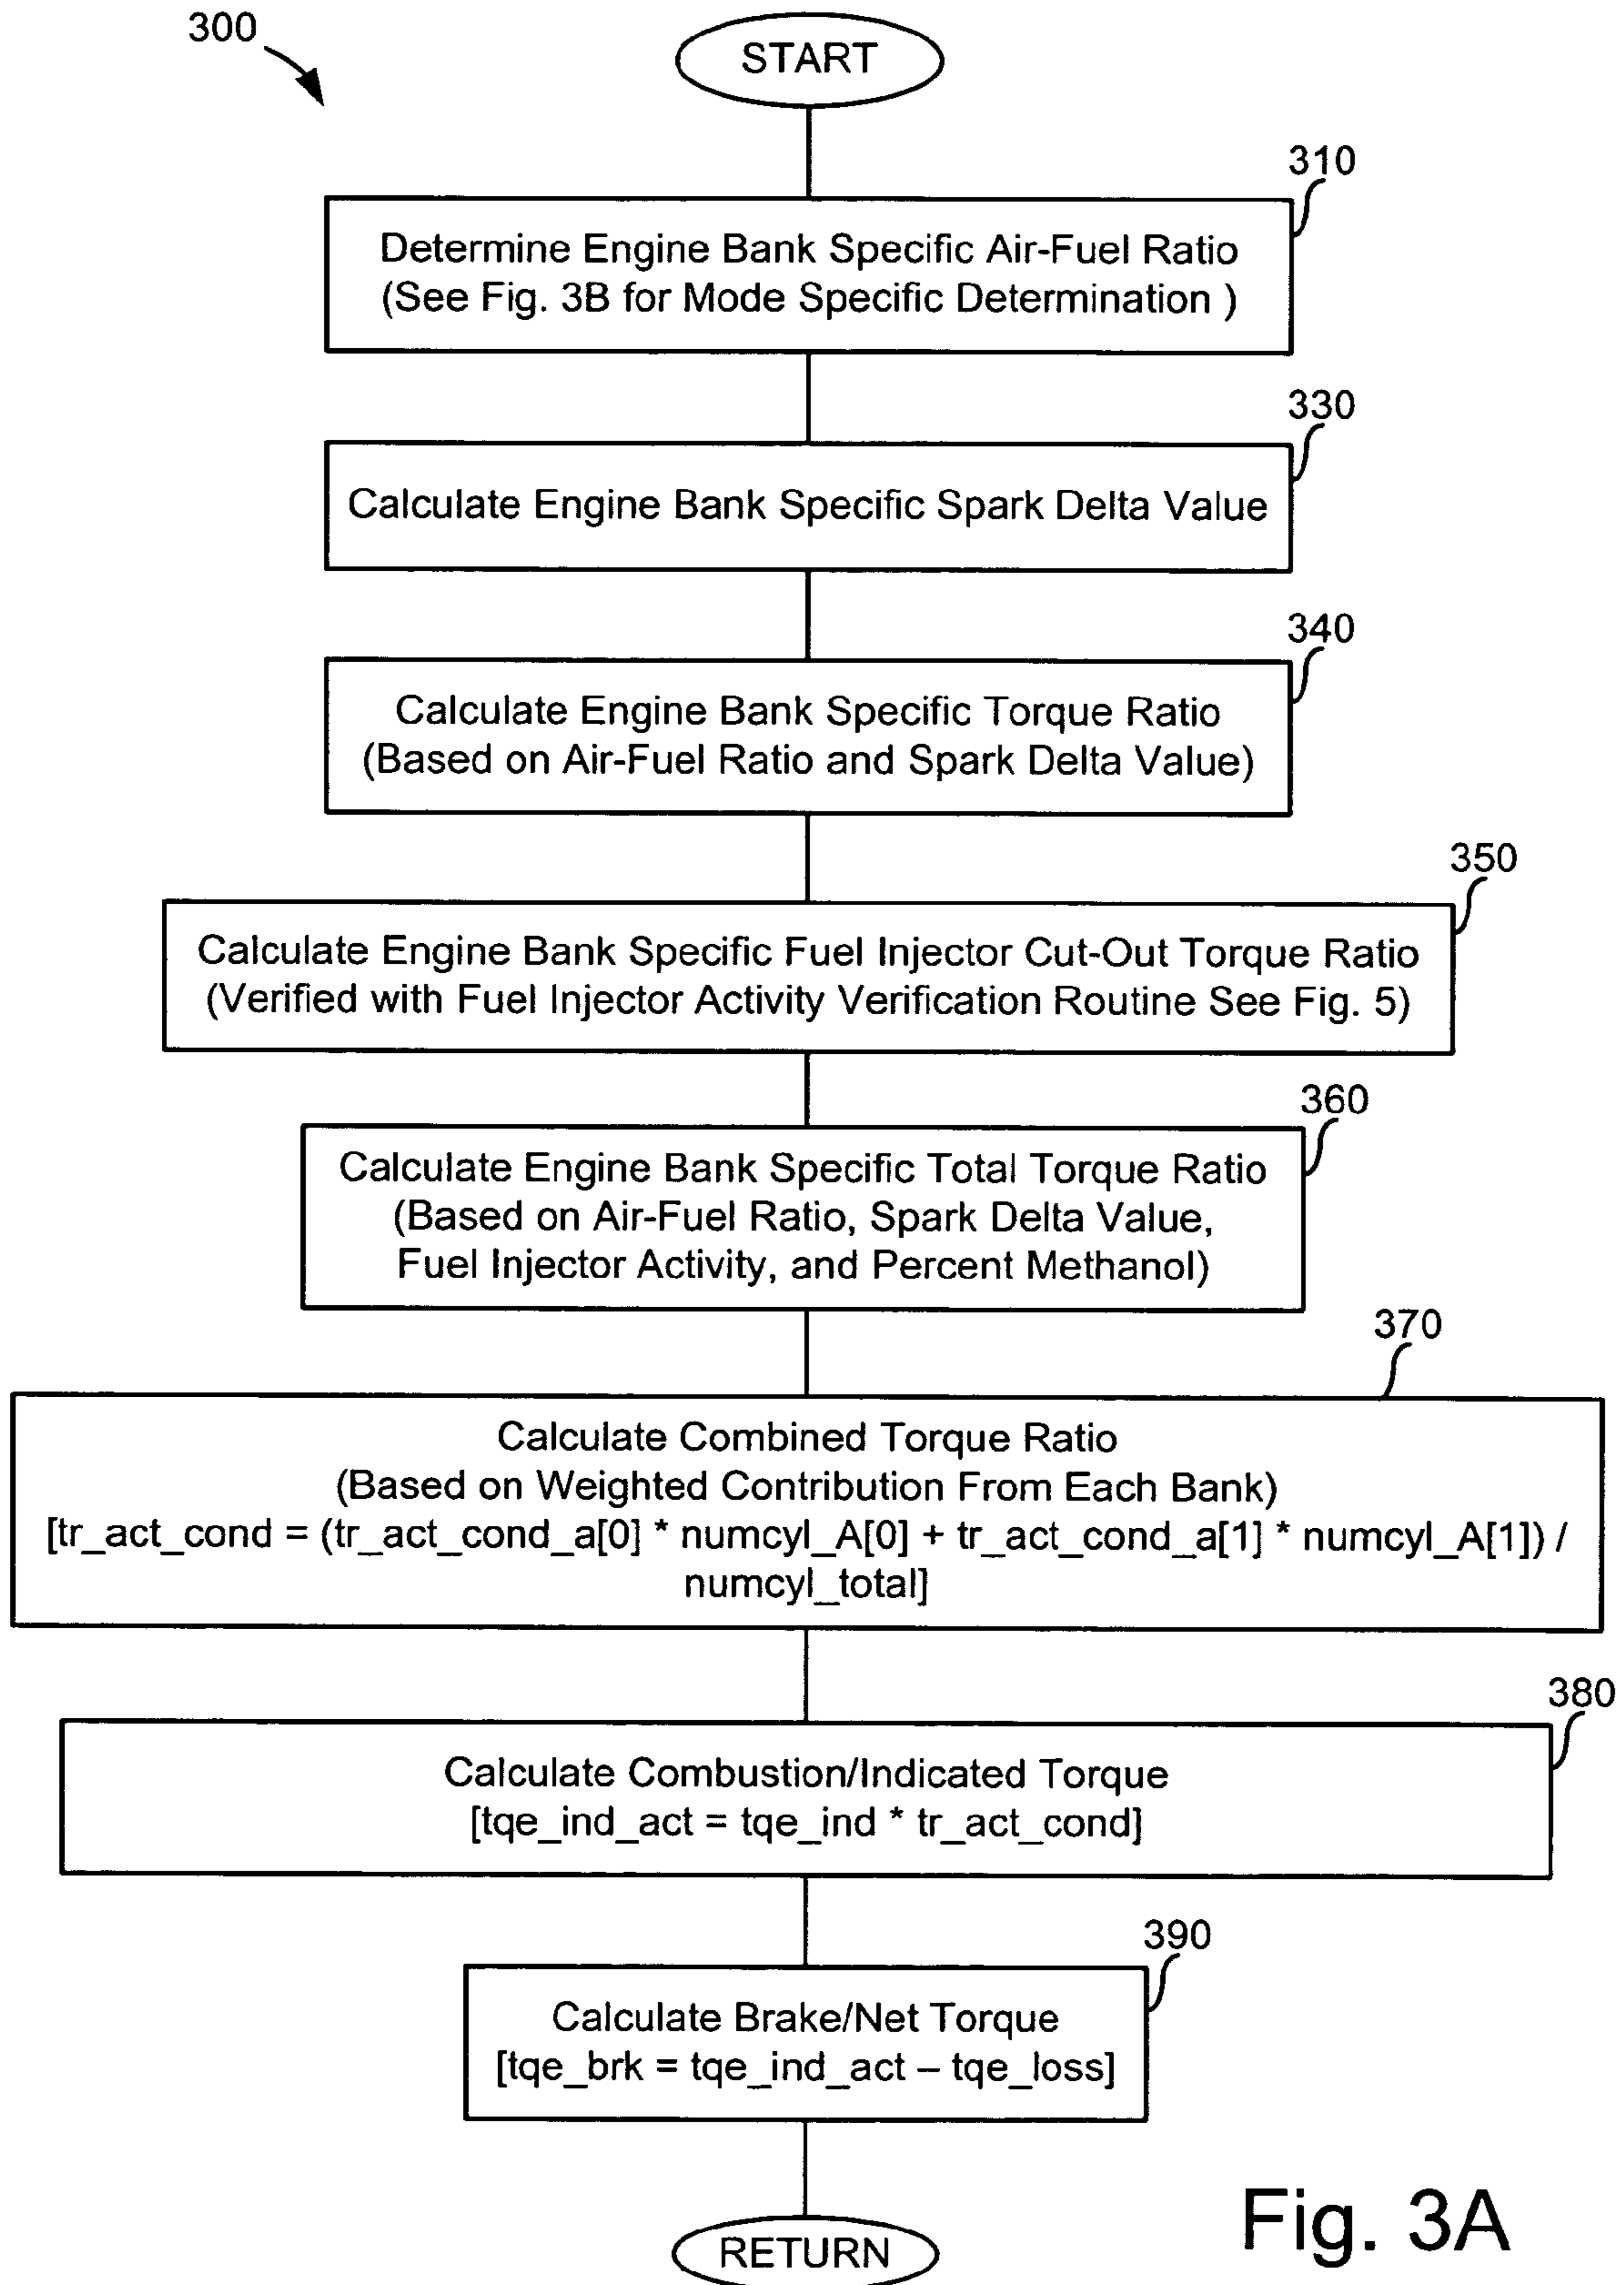 300
START
310
Determine Engine Bank Specific Air-Fuel Ratio
(See Fig. 3B for Mode Specific Determination )
330
Calculate Engine Bank Specific Spark Delta Value
340
Calculate Engine Bank Specific Torque Ratio
(Based on Air-Fuel Ratio and Spark Delta Value)
350
Calculate Engine Bank Specific Fuel Injector Cut-Out Torque Ratio
(Verified with Fuel Injector Activity Verification Routine See Fig. 5)
360
Calculate Engine Bank Specific Total Torque Ratio
(Based on Air-Fuel Ratio, Spark Delta Value,
Fuel Injector Activity, and Percent Methanol)
370
Calculate Combined Torque Ratio
(Based on Weighted Contribution From Each Bank)
[tr_act_cond = (tr_act_cond_a[0] * numcyl_A[0] + tr_act_cond_a[1] * numcyl_A[1]) /
numcyl_total]
380
Calculate Combustion/Indicated Torque
[tqe_ind_act = tqe_ind * tr_act_cond]
390
Calculate Brake/Net Torque
[tqe_brk = tqe_ind_act – tqe_loss]
RETURN
Fig. 3A